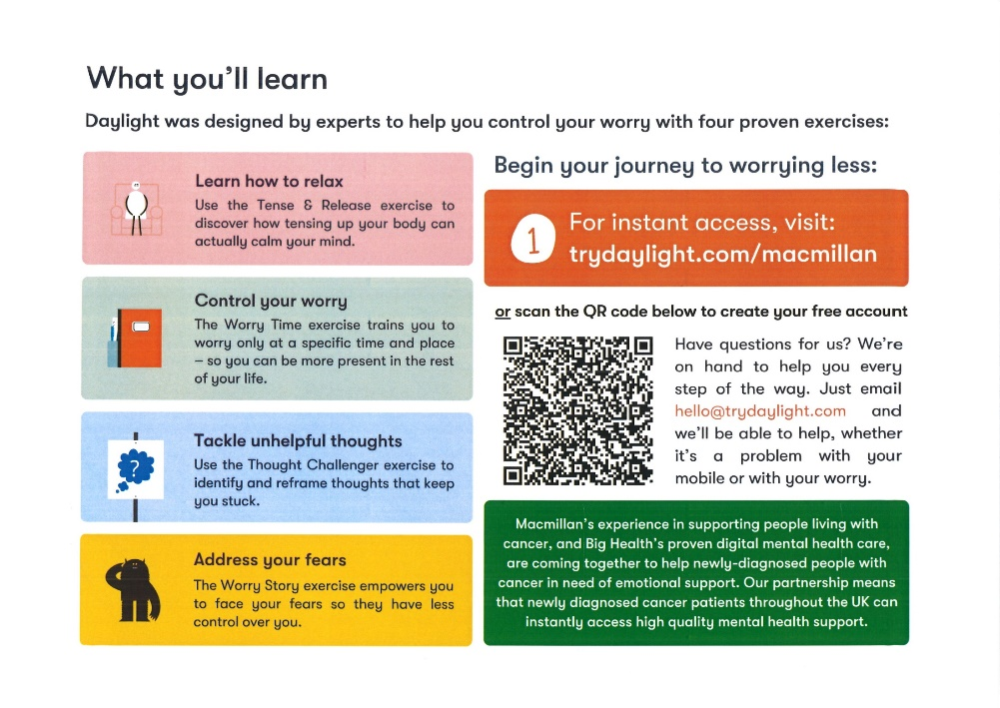 What you'll learn
Daylight was designed by experts to help you control your worry with four proven exercises:
Learn how to relax
Use the Tense & Release exercise to
discover how tensing up your body can
actually calm your mind.
Control your worry
The Worry Time exercise trains you to
worry only at a specific time and place
– so you can be more present in the rest
of your life.
?
Tackle unhelpful thoughts
Use the Thought Challenger exercise to
identify and reframe thoughts that keep
you stuck.
Address your fears
The Worry Story exercise empowers you
to face your fears so they have less
control over you.
Begin your journey to worrying less:
1
For instant access, visit:
trydaylight.com/macmillan
or scan the QR code below to create your free account
Have questions for us? We're
on hand to help you every
step of the way. Just email
hello@trydaylight.com and
we'll be able to help, whether
it's a problem with your
mobile or with your worry.
Macmillan's experience in supporting people living with
cancer, and Big Health's proven digital mental health care,
are coming together to help newly-diagnosed people with
cancer in need of emotional support. Our partnership means
that newly diagnosed cancer patients throughout the UK can
instantly access high quality mental health support.